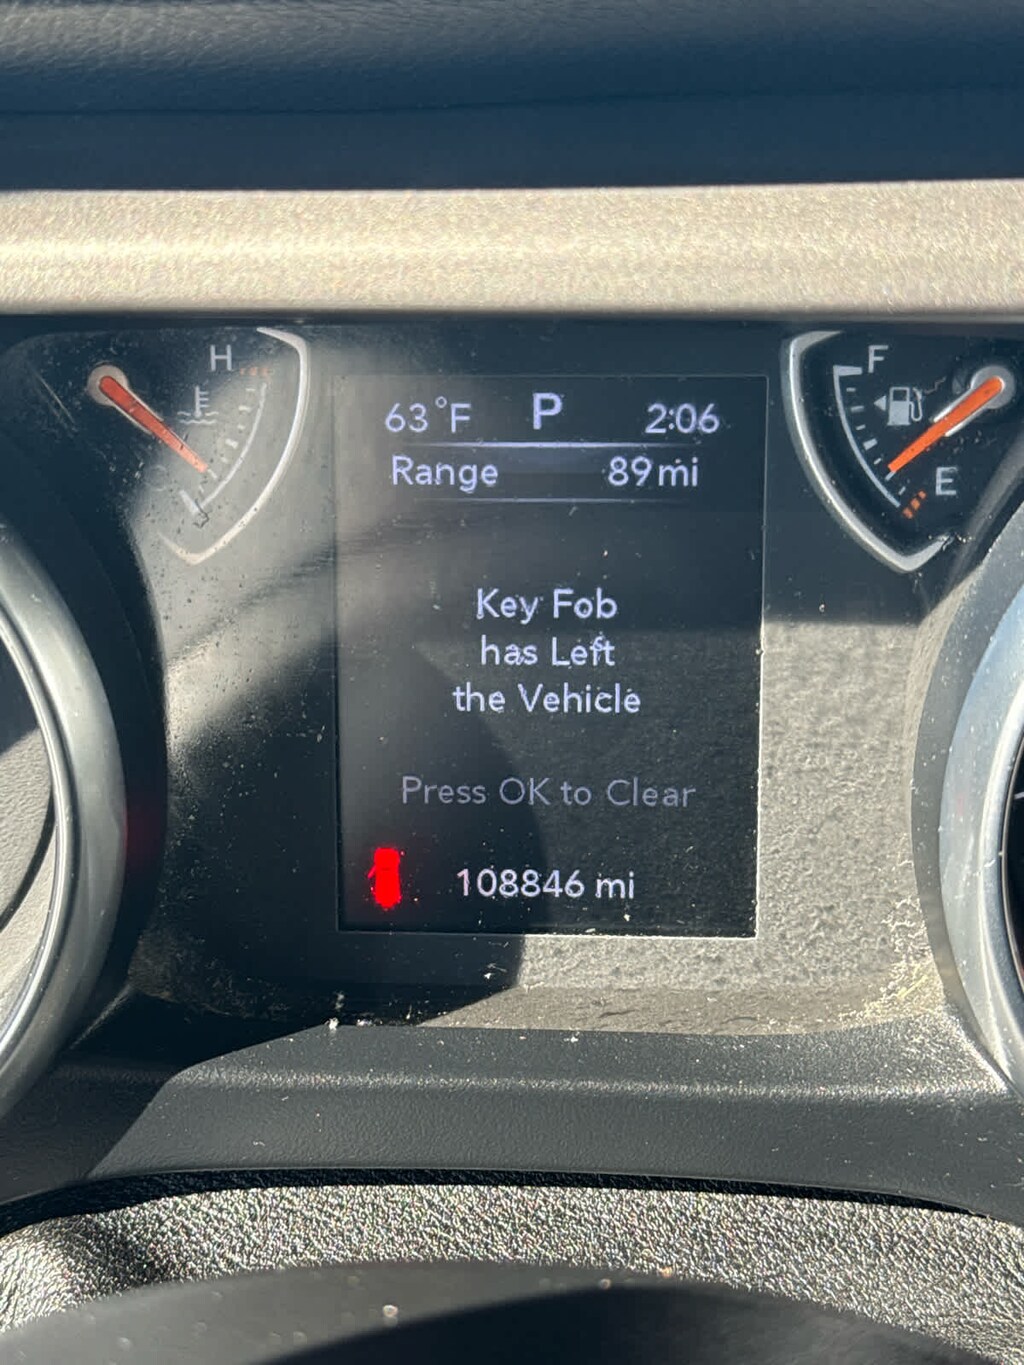 H
F
63°F P 2:06
Range 89mi
E
Key Fob
has Left
the Vehicle
Press OK to Clear
108846 mi